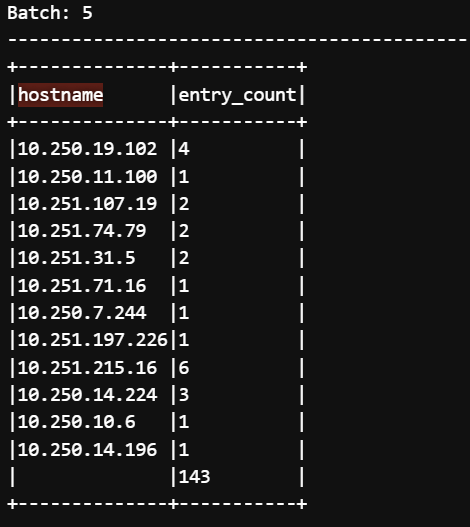 Batch: 5
-------------------------------------------
+--------------+-----------+
|hostname      |entry_count|
+--------------+-----------+
|10.250.19.102 |4          |
|10.250.11.100 |1          |
|10.251.107.19 |2          |
|10.251.74.79  |2          |
|10.251.31.5   |2          |
|10.251.71.16  |1          |
|10.250.7.244  |1          |
|10.251.197.226|1          |
|10.251.215.16 |6          |
|10.250.14.224 |3          |
|10.250.10.6   |1          |
|10.250.14.196 |1          |
|              |143        |
+--------------+-----------+